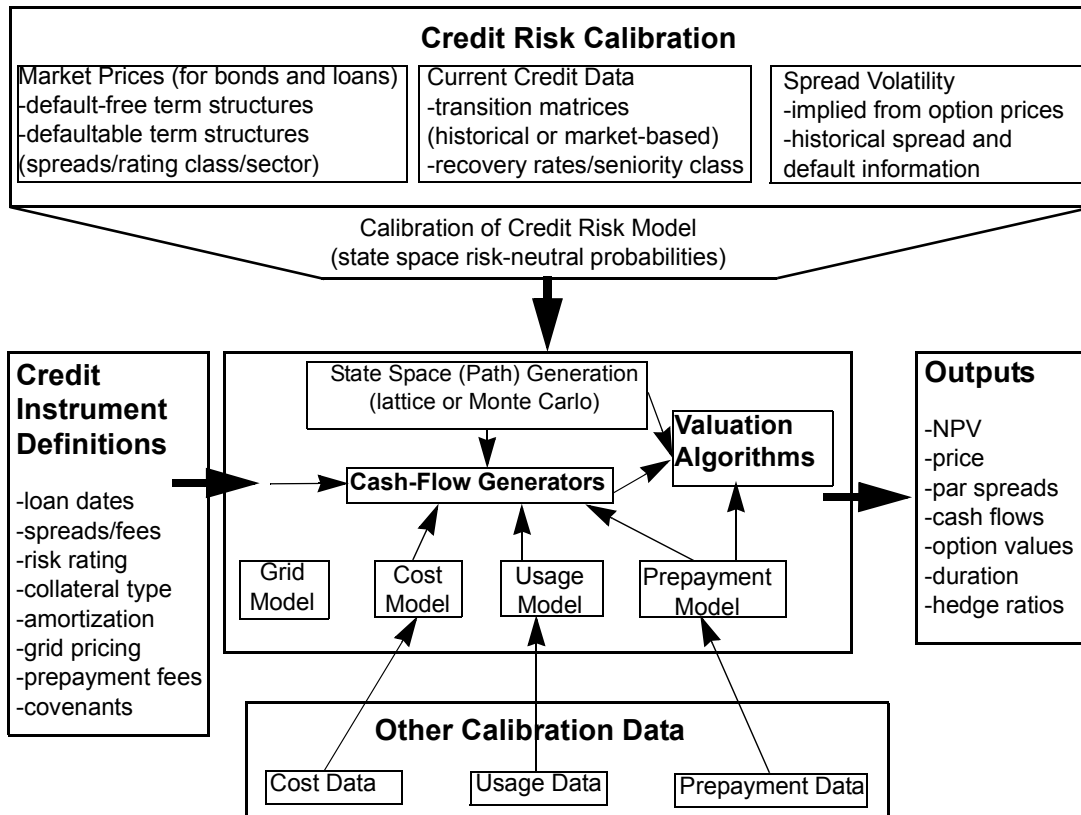 Credit Risk Calibration
Market Prices (for bonds and loans)
-default-free term structures
-defaultable term structures
(spreads/rating class/sector)
Current Credit Data
-transition matrices
(historical or market-based)
-recovery rates/seniority class
Spread Volatility
-implied from option prices
-historical spread and
default information
Calibration of Credit Risk Model
(state space risk-neutral probabilities)
Credit
Instrument
Definitions
-loan dates
-spreads/fees
-risk rating
-collateral type
-amortization
-grid pricing
-prepayment fees
-covenants
State Space (Path) Generation
(lattice or Monte Carlo)
Valuation
Algorithms
Cash-Flow Generators
Grid
Model
Cost
Model
Usage
Model
Prepayment
Model
Outputs
-NPV
-price
-par spreads
-cash flows
-option values
-duration
-hedge ratios
Other Calibration Data
Cost Data
Usage Data
Prepayment Data